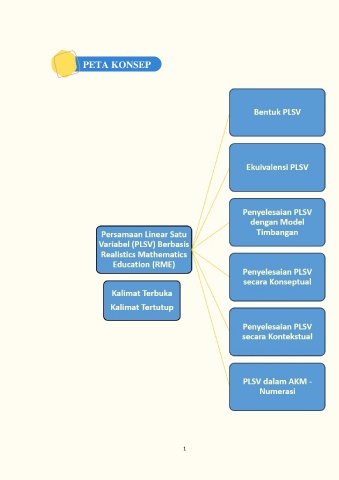 PETA KONSEP
Bentuk PLSV
Ekuivalensi PLSV
Penyelesaian PLSV
dengan Model
Timbangan
Persamaan Linear Satu
Variabel (PLSV) Berbasis
Realistics Mathematics
Education (RME)
Penyelesaian PLSV
secara Konseptual
Kalimat Terbuka
Kalimat Tertutup
Penyelesaian PLSV
secara Kontekstual
PLSV dalam AKM -
Numerasi
1